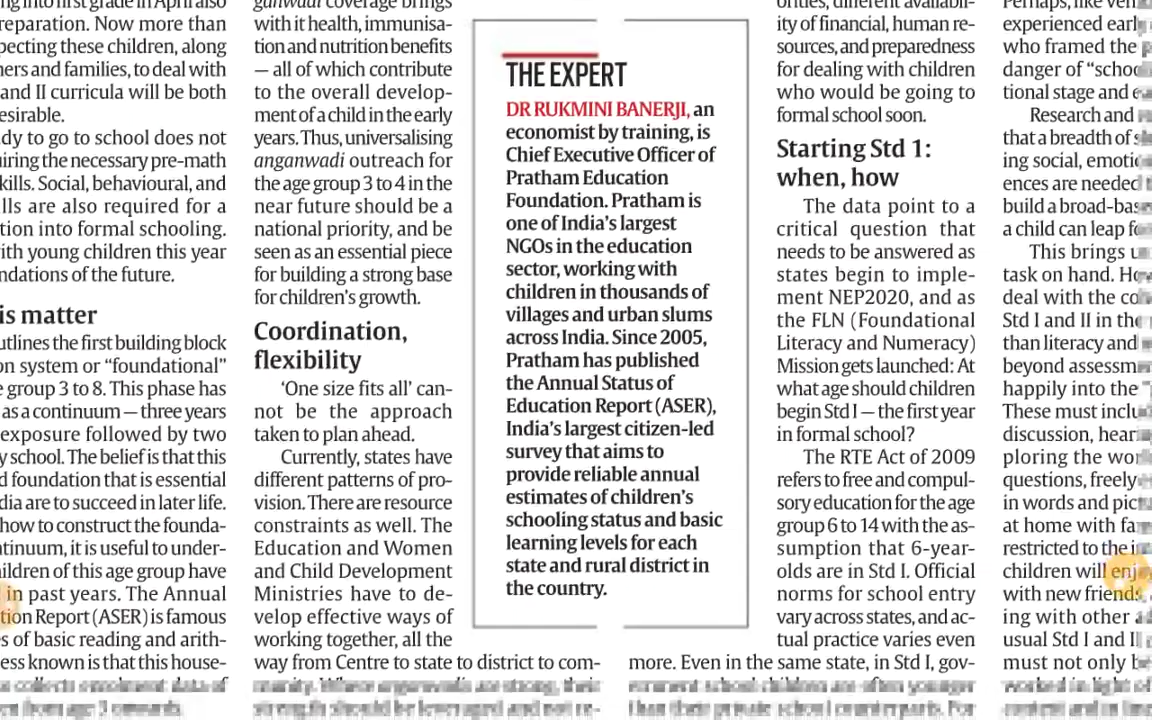 ng into first grade in April also
reparation. Now more than
pecting these children, along
ners and families, to deal with
and II curricula will be both
esirable.
dy to go to school does not
iring the necessary pre-math
kills. Social, behavioural, and
lls are also required for a
tion into formal schooling.
ith young children this year
ndations of the future.
is matter
utlines the first building block
on system or “foundational”
e group 3 to 8. This phase has
as a continuum — three years
exposure followed by two
y school. The belief is that this
d foundation that is essential
dia are to succeed in later life.
how to construct the founda-
ntinuum, it is useful to under-
ildren of this age group have
in past years. The Annual
tion Report (ASER) is famous
es of basic reading and arith-
ess known is that this house-
ganwadi coverage brings
with it health, immunisa-
tion and nutrition benefits
— all of which contribute
to the overall develop-
ment of a child in the early
years. Thus, universalising
anganwadi outreach for
the age group 3 to 4 in the
near future should be a
national priority, and be
seen as an essential piece
for building a strong base
for children’s growth.
Coordination,
flexibility
‘One size fits all’ can-
not be the approach
taken to plan ahead.
Currently, states have
different patterns of pro-
vision. There are resource
constraints as well. The
Education and Women
and Child Development
Ministries have to de-
velop effective ways of
working together, all the
way from Centre to state to district to com-
THE EXPERT
DR RUKMINI BANERJI, an
economist by training, is
Chief Executive Officer of
Pratham Education
Foundation. Pratham is
one of India’s largest
NGOs in the education
sector, working with
children in thousands of
villages and urban slums
across India. Since 2005,
Pratham has published
the Annual Status of
Education Report (ASER),
India’s largest citizen-led
survey that aims to
provide reliable annual
estimates of children’s
schooling status and basic
learning levels for each
state and rural district in
the country.
orities, different availabil-
ity of financial, human re-
sources, and preparedness
for dealing with children
who would be going to
formal school soon.
Starting Std 1:
when, how
The data point to a
critical question that
needs to be answered as
states begin to imple-
ment NEP2020, and as
the FLN (Foundational
Literacy and Numeracy)
Mission gets launched: At
what age should children
begin Std I — the first year
in formal school?
The RTE Act of 2009
refers to free and compul-
sory education for the age
group 6 to 14 with the as-
sumption that 6-year-
olds are in Std I. Official
norms for school entry
vary across states, and ac-
tual practice varies even
more. Even in the same state, in Std I, gov-
Perhaps, like
experienced
who framed the
danger of
tional stage and
Research and
that a breadth of
ing social,
ences are needed
build a
a child can leap
This brings
task on hand.
deal with the
Std I and II in the
than literacy and
beyond
happily into the
These must
discussion,
ploring the
questions, freely
in words and
at home with
restricted to the
children will
with new
ing with other
usual Std I and
must not only